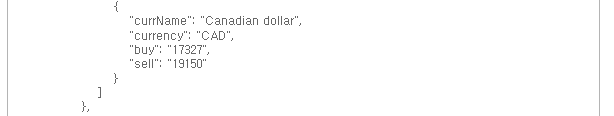 {
"currName": "Canadian dollar",
"currency": "CAD",
"buy": "17327",
"sell": "19150"
}
]
},